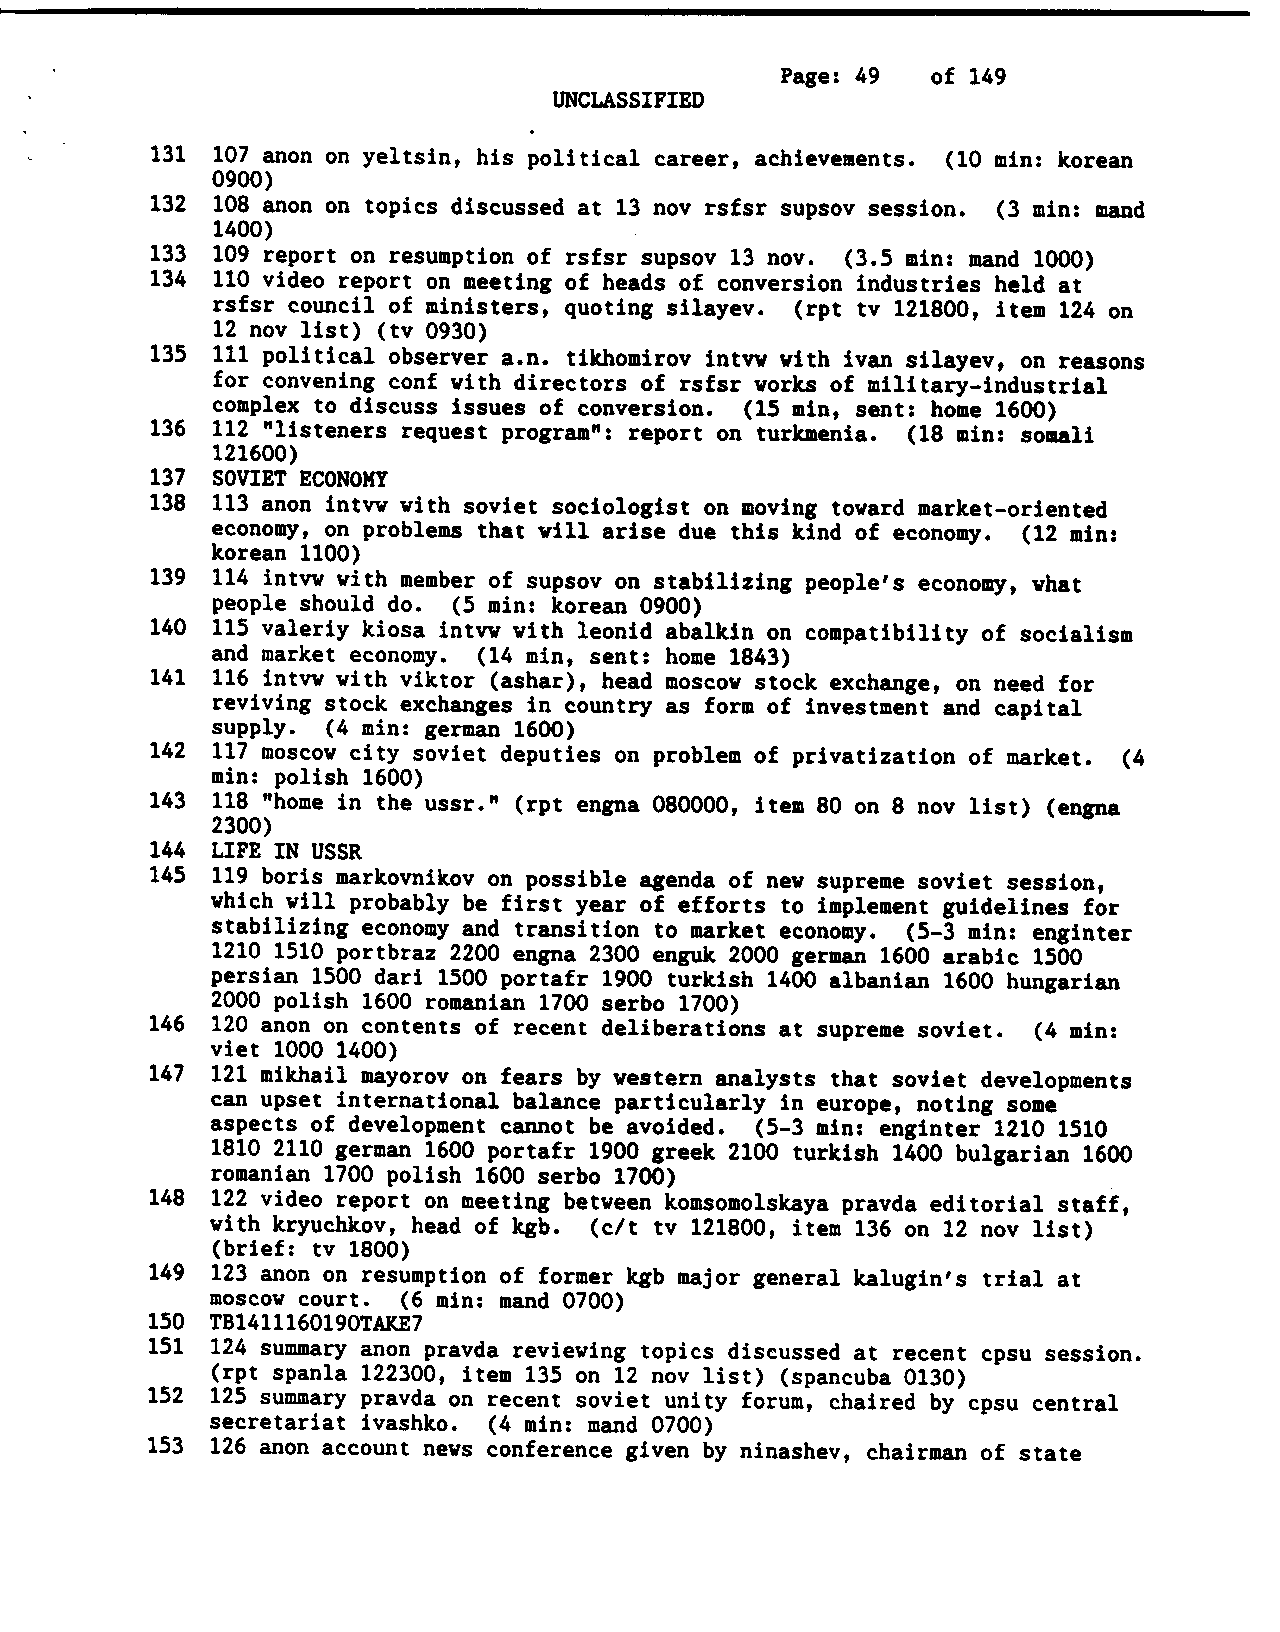 Page: 49 of 149
UNCLASSIFIED
131 107 anon on yeltsin, his political career, achievements. (10 min: korean
0900)
132 108 anon on topics discussed at 13 nov rsfsr supsov session. (3 min: mand
1400)
133 109 report on resumption of rsfsr supsov 13 nov. (3.5 min: mand 1000)
134 110 video report on meeting of heads of conversion industries held at
rsfsr council of ministers, quoting silayev. (rpt tv 121800, item 124 on
12 nov list) (tv 0930)
135 111 political observer a.n. tikhomirov intvw with ivan silayev, on reasons
for convening conf with directors of rsfsr works of military-industrial
complex to discuss issues of conversion. (15 min, sent: home 1600)
136 112 "listeners request program": report on turkmenia. (18 min: somali
121600)
137 SOVIET ECONOMY
138 113 anon intvw with soviet sociologist on moving toward market-oriented
economy, on problems that will arise due this kind of economy. (12 min:
korean 1100)
139 114 intvw with member of supsov on stabilizing people's economy, what
people should do. (5 min: korean 0900)
140 115 valeriy kiosa intvw with leonid abalkin on compatibility of socialism
and market economy. (14 min, sent: home 1843)
141 116 intvw with viktor (ashar), head moscow stock exchange, on need for
reviving stock exchanges in country as form of investment and capital
supply. (4 min: german 1600)
142 117 moscow city soviet deputies on problem of privatization of market. (4
min: polish 1600)
143 118 "home in the ussr." (rpt engna 080000, item 80 on 8 nov list) (engna
2300)
144 LIFE IN USSR
145 119 boris markovnikov on possible agenda of new supreme soviet session,
which will probably be first year of efforts to implement guidelines for
stabilizing economy and transition to market economy. (5-3 min: enginter
1210 1510 portbraz 2200 engna 2300 enguk 2000 german 1600 arabic 1500
persian 1500 dari 1500 portafr 1900 turkish 1400 albanian 1600 hungarian
2000 polish 1600 romanian 1700 serbo 1700)
146 120 anon on contents of recent deliberations at supreme soviet. (4 min:
viet 1000 1400)
147 121 mikhail mayorov on fears by western analysts that soviet developments
can upset international balance particularly in europe, noting some
aspects of development cannot be avoided. (5-3 min: enginter 1210 1510
1810 2110 german 1600 portafr 1900 greek 2100 turkish 1400 bulgarian 1600
romanian 1700 polish 1600 serbo 1700)
148 122 video report on meeting between komsomolskaya pravda editorial staff,
with kryuchkov, head of kgb. (c/t tv 121800, item 136 on 12 nov list)
(brief: tv 1800)
149 123 anon on resumption of former kgb major general kalugin's trial at
moscow court. (6 min: mand 0700)
150 TB1411160190TAKE7
151 124 summary anon pravda reviewing topics discussed at recent cpsu session.
(rpt spanla 122300, item 135 on 12 nov list) (spancuba 0130)
152 125 summary pravda on recent soviet unity forum, chaired by cpsu central
secretariat ivashko. (4 min: mand 0700)
153 126 anon account news conference given by ninashev, chairman of state